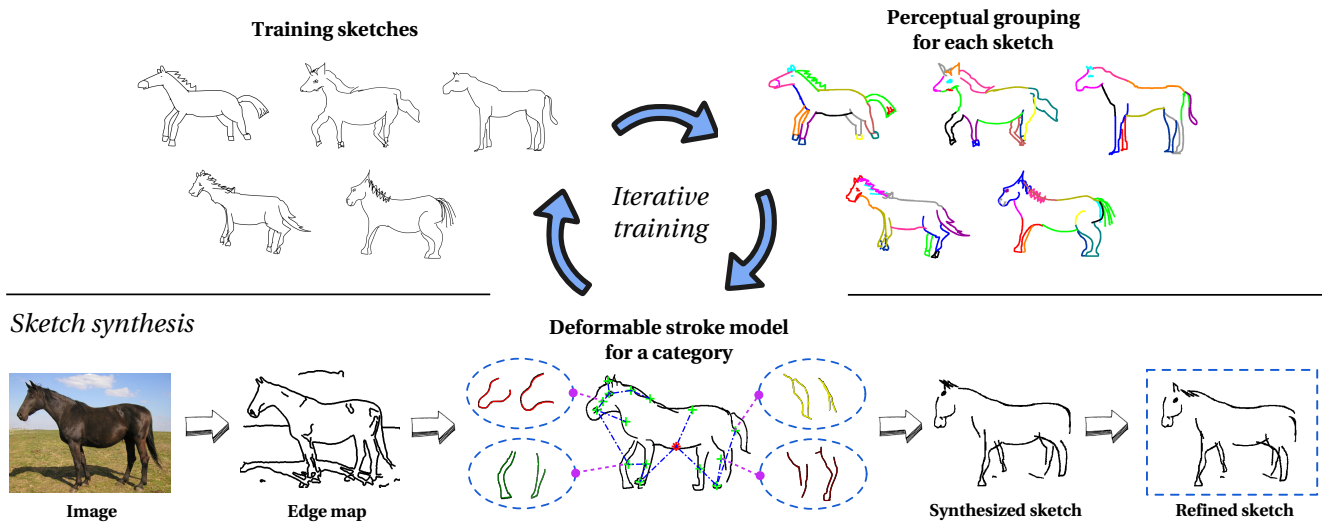 Training sketches
Perceptual grouping
for each sketch
Iterative
training
Sketch synthesis
Deformable stroke model
for a category
Image
Edge map
Synthesized sketch
Refined sketch